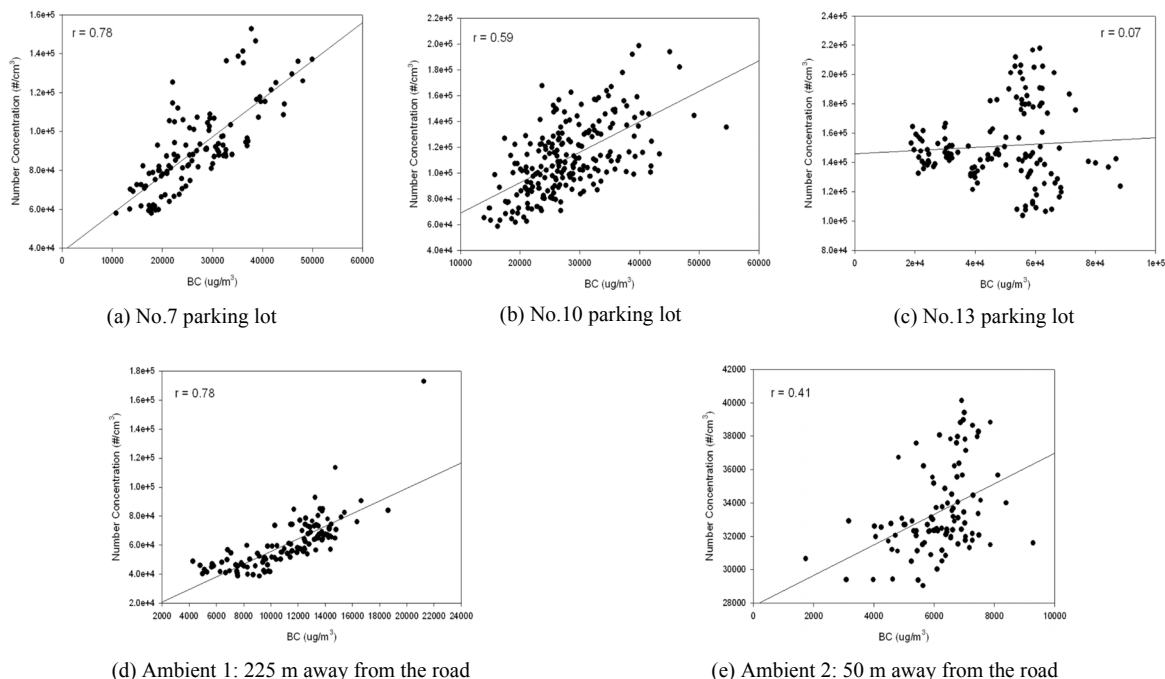 r = 0.78
Number Concentration (#/cm³)
1.6e+5
1.4e+5
1.2e+5
1.0e+5
8.0e+4
6.0e+4
4.0e+4
0 10000 20000 30000 40000 50000 60000
BC (ug/m³)
(a) No.7 parking lot
r = 0.59
Number Concentration (#/cm³)
2.2e+5
2.0e+5
1.8e+5
1.6e+5
1.4e+5
1.2e+5
1.0e+5
8.0e+4
6.0e+4
4.0e+4
10000 20000 30000 40000 50000 60000
BC (ug/m³)
(b) No.10 parking lot
r = 0.07
Number Concentration (#/cm³)
2.4e+5
2.2e+5
2.0e+5
1.8e+5
1.6e+5
1.4e+5
1.2e+5
1.0e+5
8.0e+4
0 2e+4 4e+4 6e+4 8e+4 1e+5
BC (ug/m³)
(c) No.13 parking lot
r = 0.78
Number Concentration (#/cm³)
1.8e+5
1.6e+5
1.4e+5
1.2e+5
1.0e+5
8.0e+4
6.0e+4
4.0e+4
2.0e+4
2000 4000 6000 8000 10000 12000 14000 16000 18000 20000 22000 24000
BC (ug/m³)
(d) Ambient 1: 225 m away from the road
r = 0.41
Number Concentration (#/cm³)
42000
40000
38000
36000
34000
32000
30000
28000
0 2000 4000 6000 8000 10000
BC (ug/m³)
(e) Ambient 2: 50 m away from the road